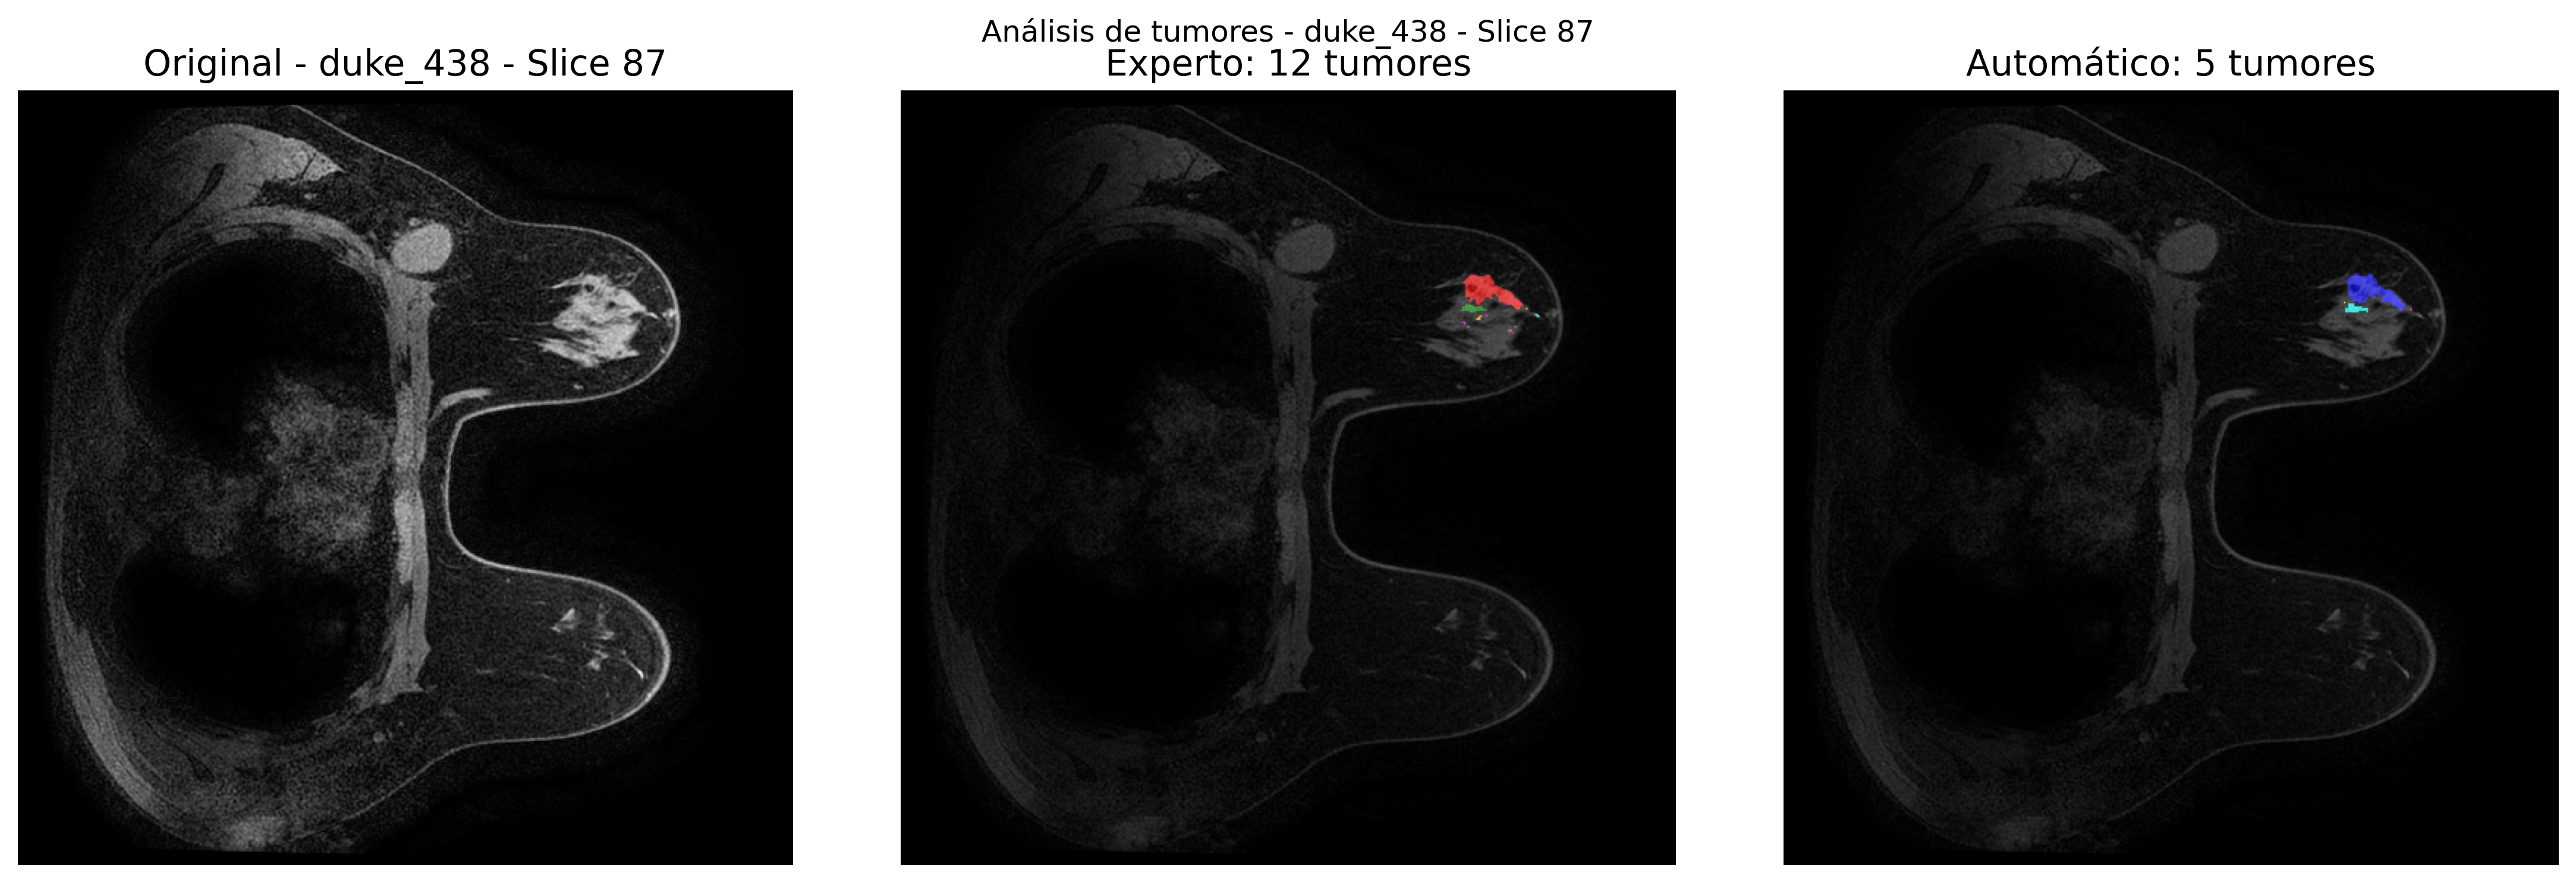 Análisis de tumores - duke_438 - Slice 87
Original - duke_438 - Slice 87
Experto: 12 tumores
Automático: 5 tumores